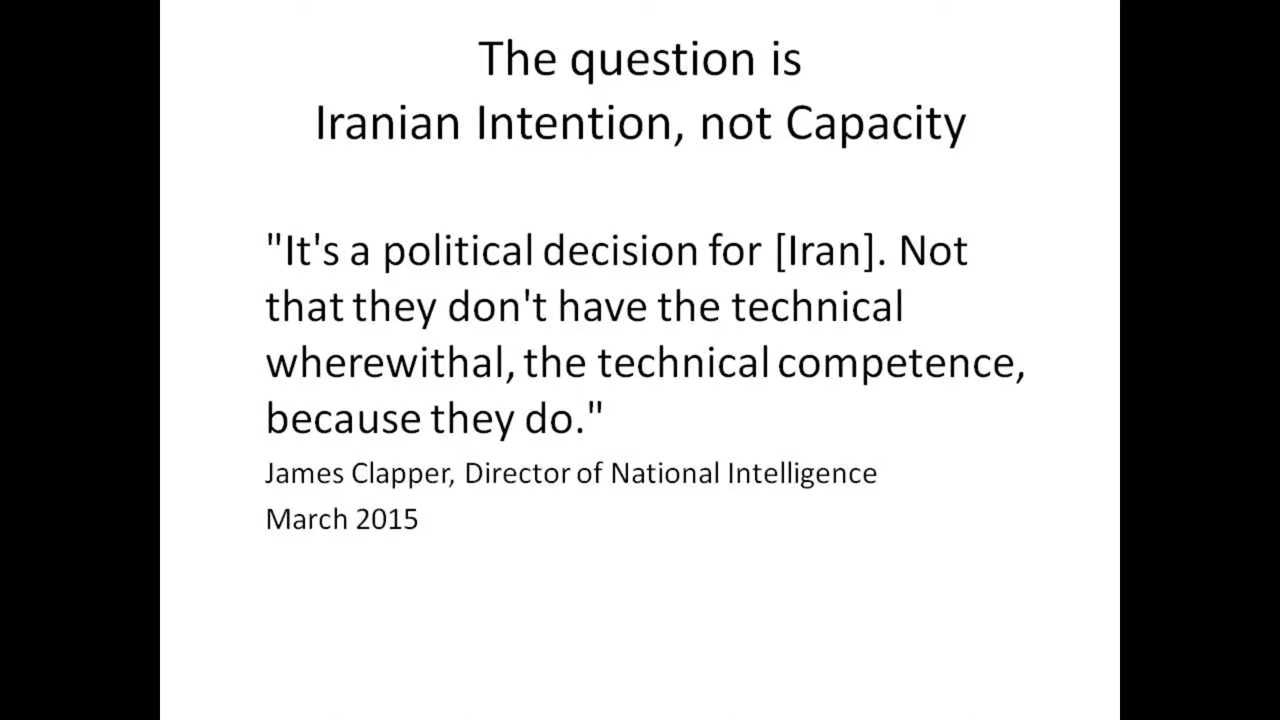 The question is
Iranian Intention, not Capacity
"It's a political decision for [Iran]. Not
that they don't have the technical
wherewithal, the technical competence,
because they do."
James Clapper, Director of National Intelligence
March 2015